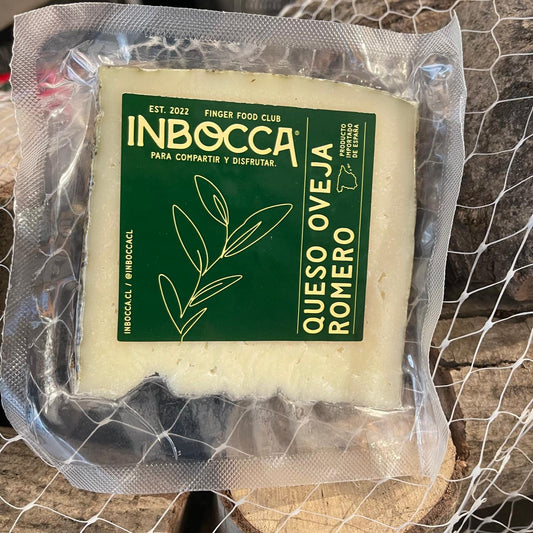 EST. 2022 FINGER FOOD CLUB
INBOCCA®
PARA COMPARTIR Y DISFRUTAR.
INBOCCA.CL / @INBOCCACL
QUESO OVEJA
ROMERO
PRODUCTO
IMPORTADO
DE ESPAÑA